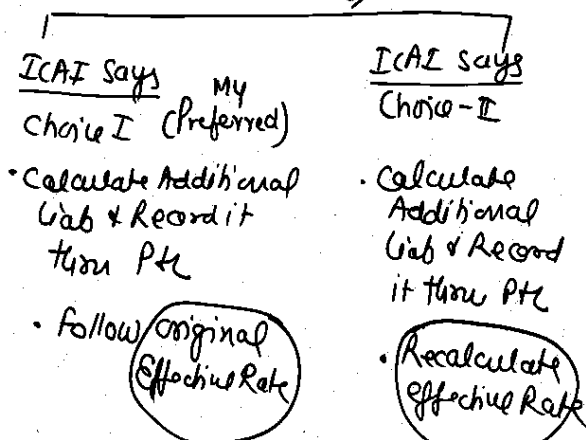 ICAI Says
My
Choice I (Preferred)
• Calculate Additional
Liab & Record it
thru P&L
• Follow original
Effective Rate
ICAI Says
Choice-II
• Calculate
Additional
Liab & Record
it thru P&L
• Recalculate
effective Rate